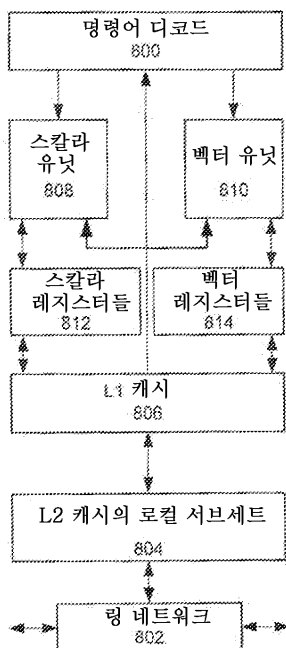 명령어 디코드
800
스칼라
유닛
808
벡터 유닛
810
스칼라
레지스터들
812
벡터
레지스터들
814
L1 캐시
806
L2 캐시의 로컬 서브세트
804
링 네트워크
802